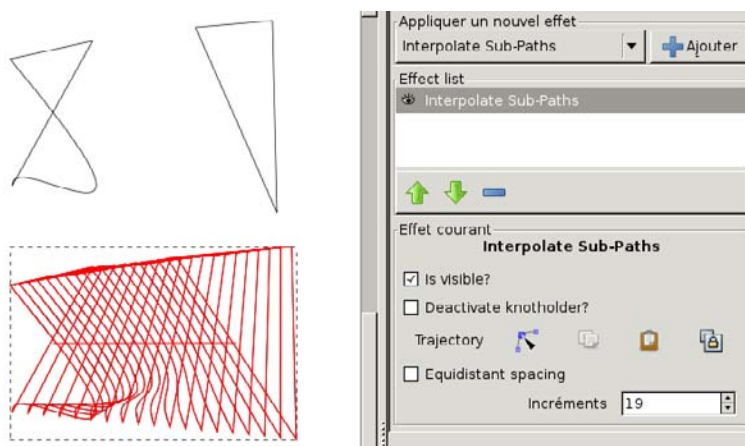 Appliquer un nouvel effet
Interpolate Sub-Paths
Ajouter
Effect list
Interpolate Sub-Paths
Effet courant
Interpolate Sub-Paths
Is visible?
Deactivate knotholder?
Trajectory
Equidistant spacing
Incréments 19